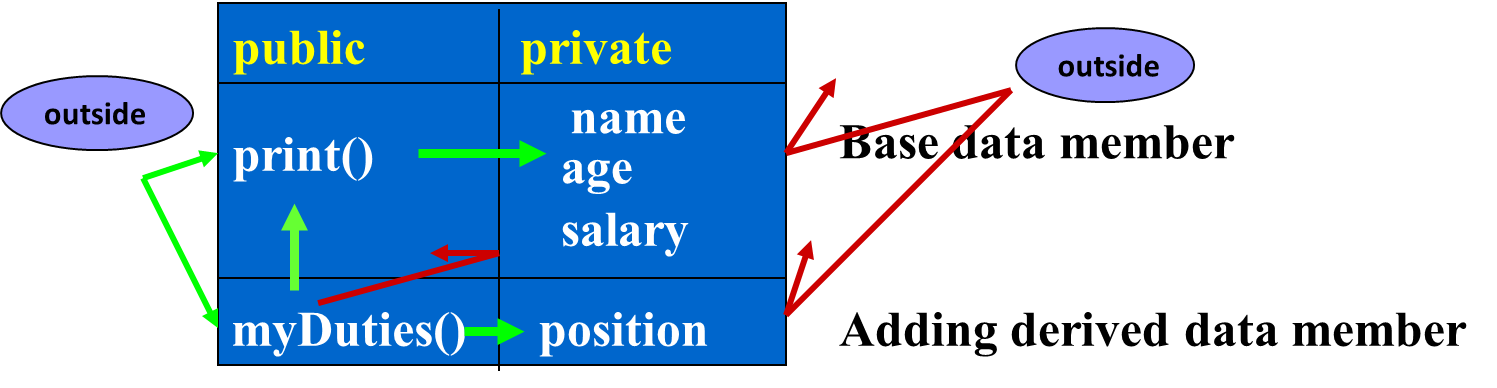 public private
outside
outside
name
print()
age
Base data member
salary
myDuties() position
Adding derived data member